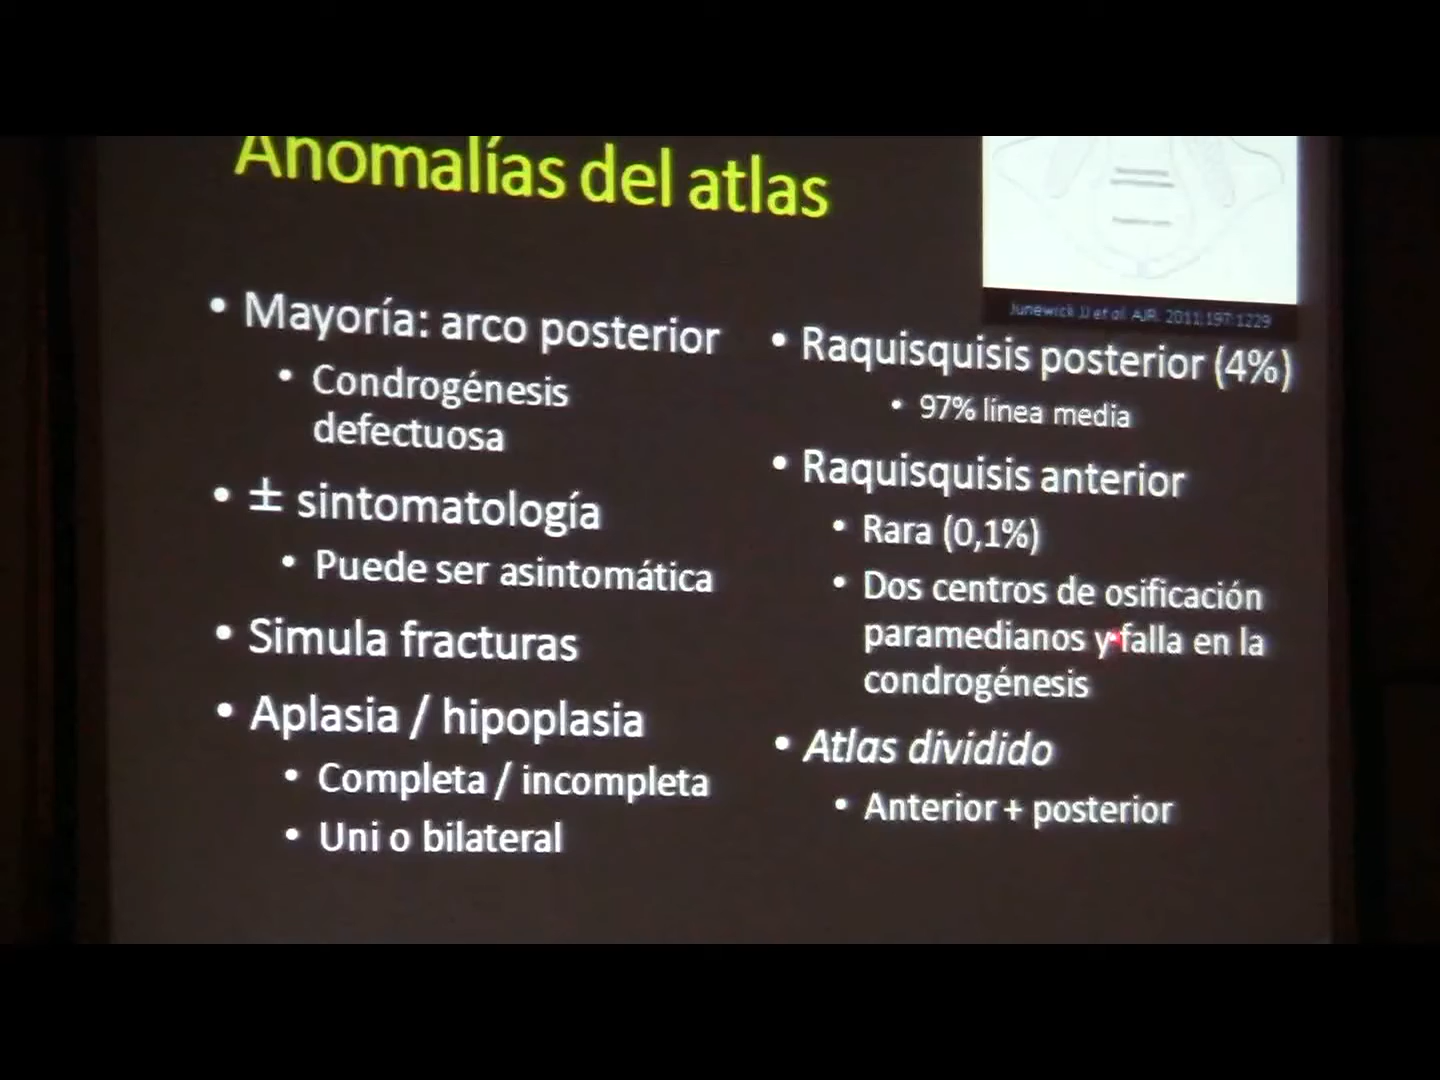 Anomalías del atlas
Junewick JJ et al. AJR. 2011;197:1229
• Mayoría: arco posterior
• Condrogénesis
defectuosa
• ± sintomatología
• Puede ser asintomática
• Simula fracturas
• Aplasia / hipoplasia
• Completa / incompleta
• Uni o bilateral
• Raquisquisis posterior (4%)
• 97% línea media
• Raquisquisis anterior
• Rara (0,1%)
• Dos centros de osificación
paramedianos y falla en la
condrogénesis
• Atlas dividido
• Anterior + posterior